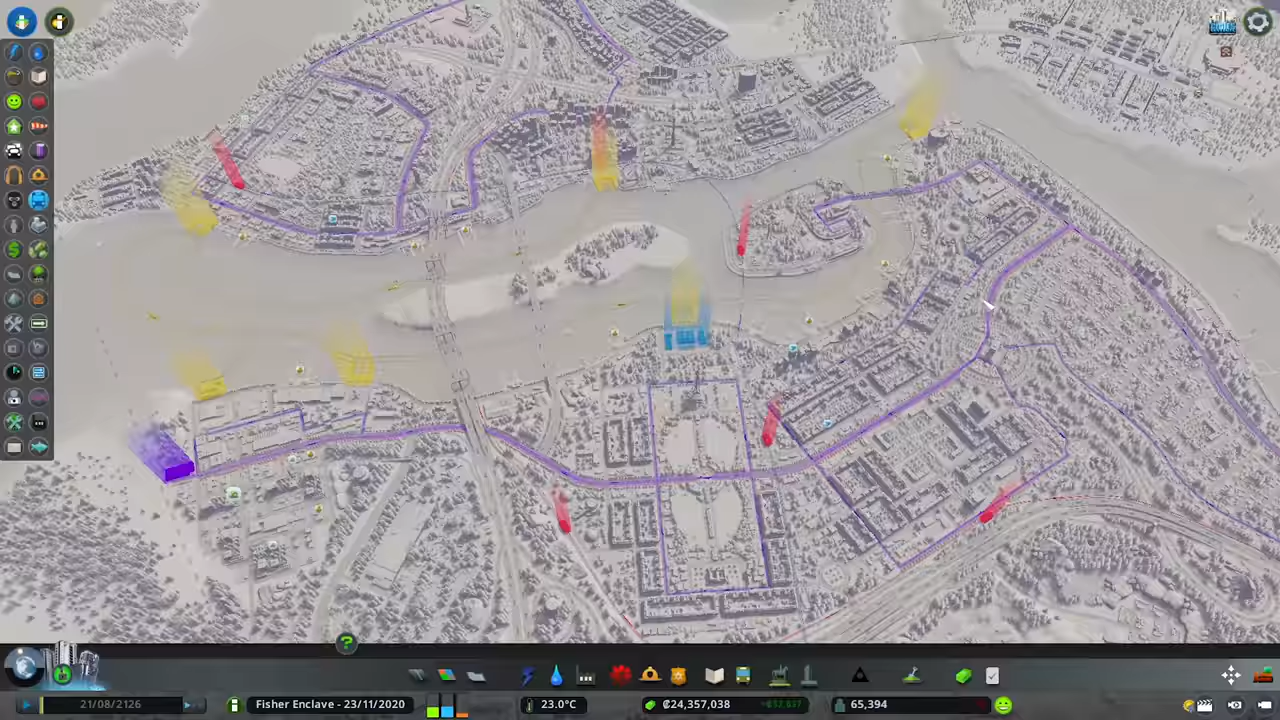 21/08/2126
Fisher Enclave - 23/11/2020
23.0°C
₡24,357,038
65,394